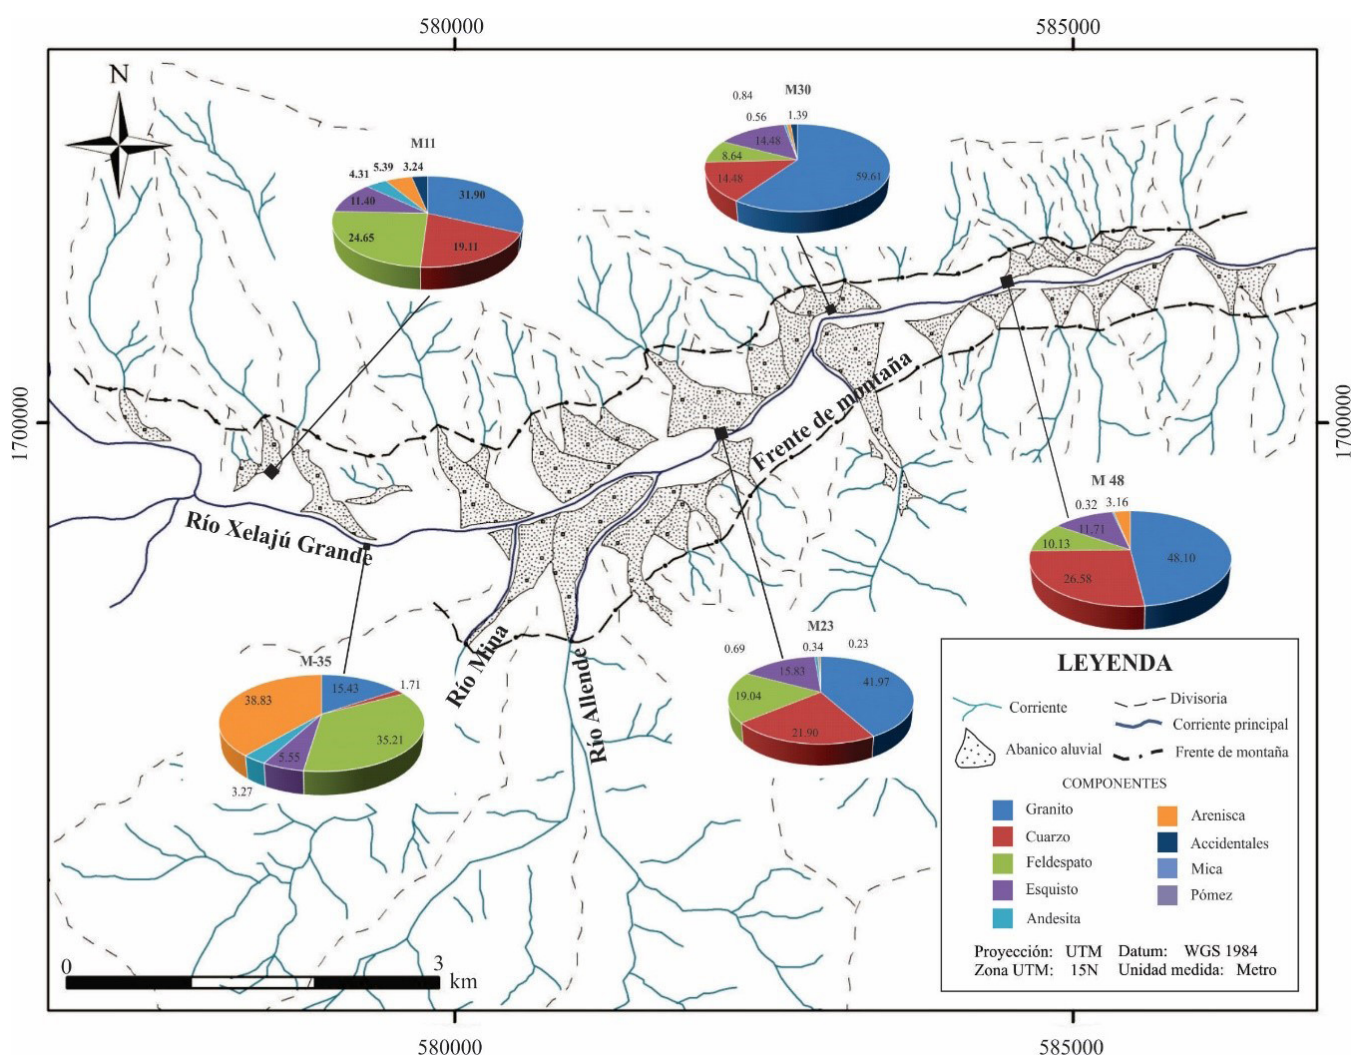 580000
585000
N
M11
4.31
5.39
3.24
31.90
11.40
24.65
19.11
0.84
M30
0.56
1.39
14.48
8.64
14.48
59.61
1700000
1700000
Frente de montaña
Río Xelajú Grande
Río Mina
Río Allende
M 48
0.32
3.16
11.71
10.13
26.58
48.10
M-35
15.43
1.71
38.83
35.21
5.55
3.27
M23
0.69
0.34
0.23
15.83
41.97
19.04
21.90
LEYENDA
Corriente
Divisoria
Corriente principal
Abanico aluvial
Frente de montaña
COMPONENTES
Granito
Cuarzo
Feldespato
Esquisto
Andesita
Arenisca
Accidentales
Mica
Pómez
Proyección: UTM Datum: WGS 1984
Zona UTM: 15N Unidad medida: Metro
0
3
km
580000
585000